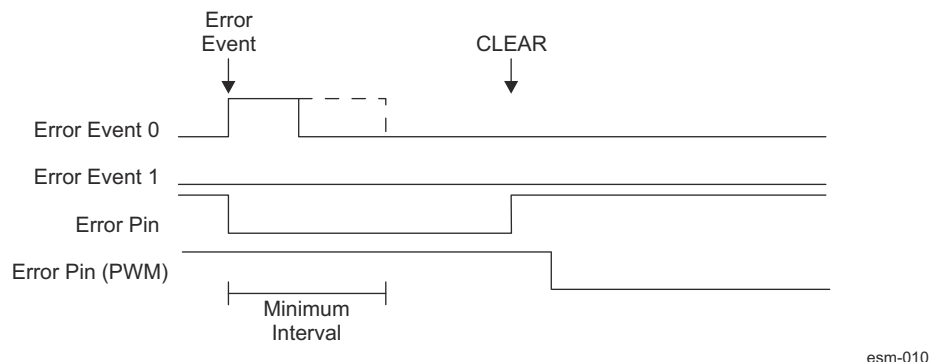 Error
Event
CLEAR
Error Event 0
Error Event 1
Error Pin
Error Pin (PWM)
Minimum
Interval
esm-010